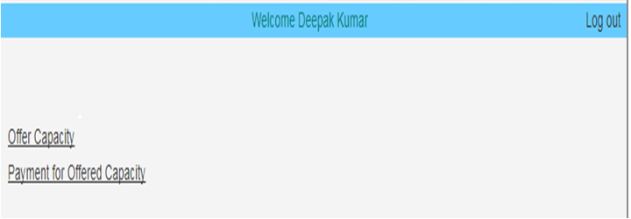 Welcome Deepak Kumar Log out
Offer Capacity
Payment for Offered Capacity